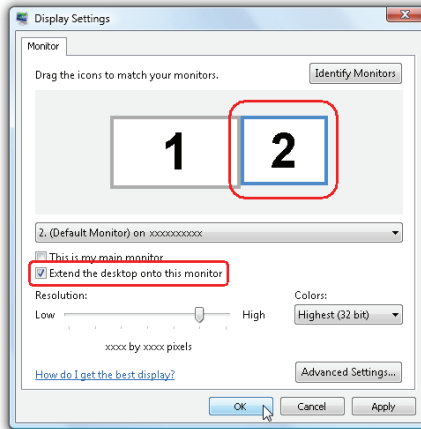 Display Settings
Monitor
Drag the icons to match your monitors.
Identify Monitors
1
2
2. (Default Monitor) on xxxxxxxxxx
This is my main monitor
Extend the desktop onto this monitor
Resolution:
Colors:
Low
High
Highest (32 bit)
xxxx by xxxx pixels
How do I get the best display?
Advanced Settings...
OK
Cancel
Apply